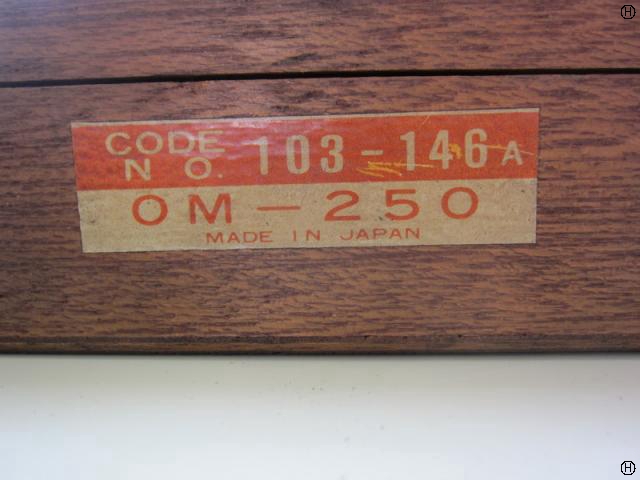 Ⓗ
CODE NO. 103-146A
OM-250
MADE IN JAPAN
Ⓗ